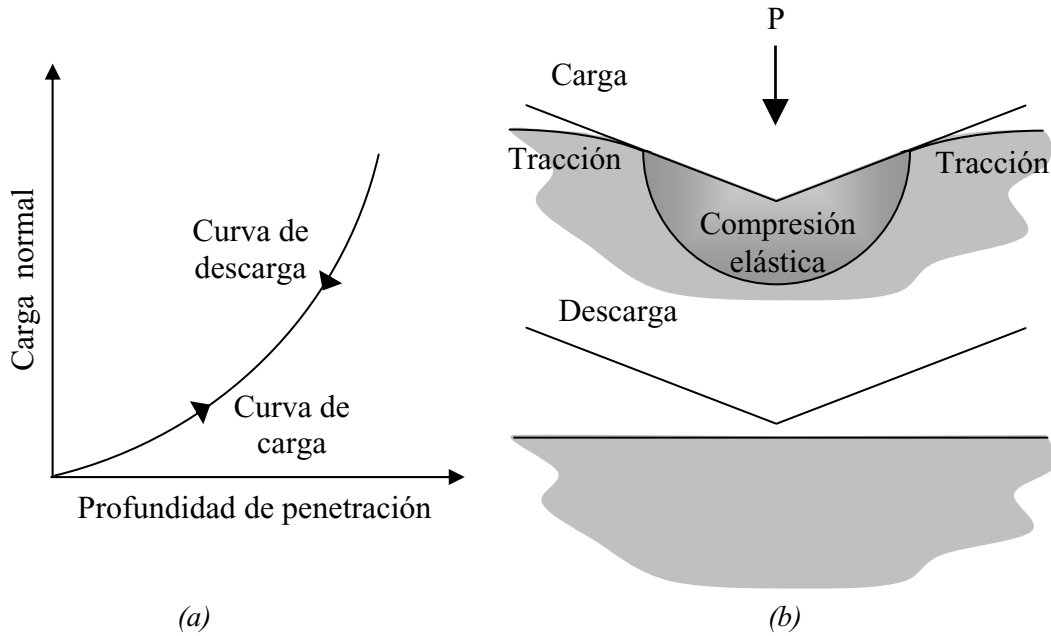 Carga normal
Curva de
descarga
Curva de
carga
Profundidad de penetración
(a)
P
Carga
Tracción
Tracción
Compresión
elástica
Descarga
(b)